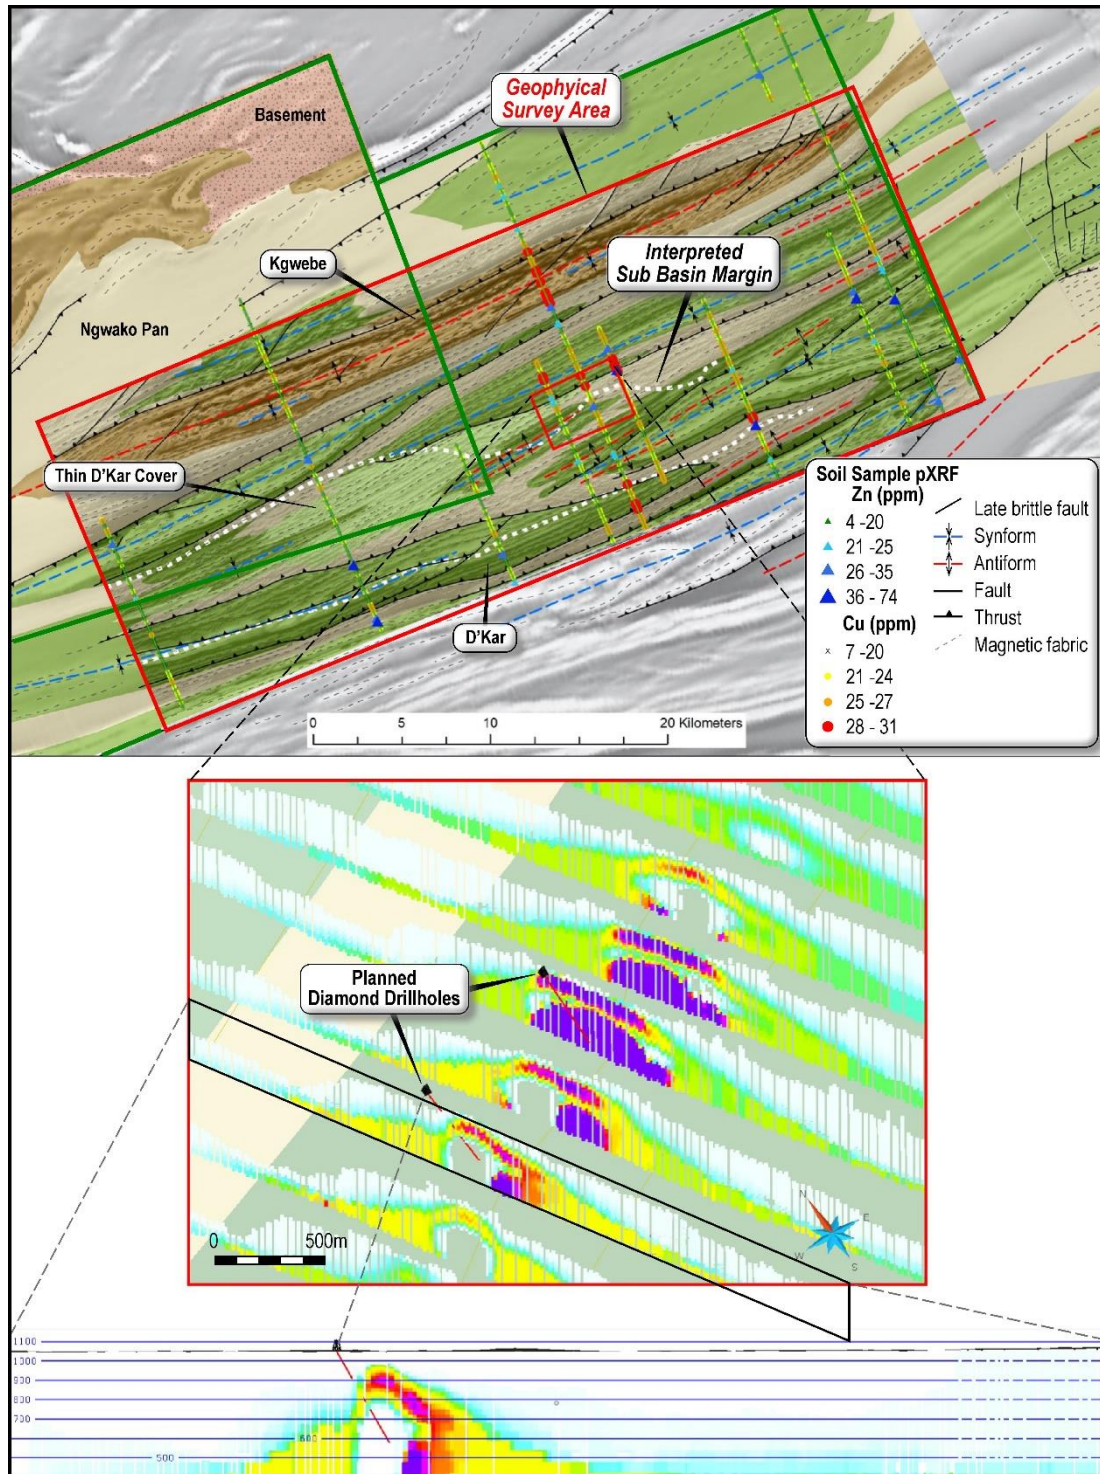 Basement
Geophyical
Survey Area
Kgwebe
Interpreted
Sub Basin Margin
Ngwako Pan
Thin D'Kar Cover
D'Kar
0 5 10 20 Kilometers
Soil Sample pXRF
Zn (ppm)
4 -20
21 -25
26 -35
36 -74
Cu (ppm)
7 -20
21 -24
25 -27
28 - 31
Late brittle fault
Synform
Antiform
Fault
Thrust
Magnetic fabric
Planned
Diamond Drillholes
N
E
W
S
0 500m
1100
1000
900
800
700
600
500